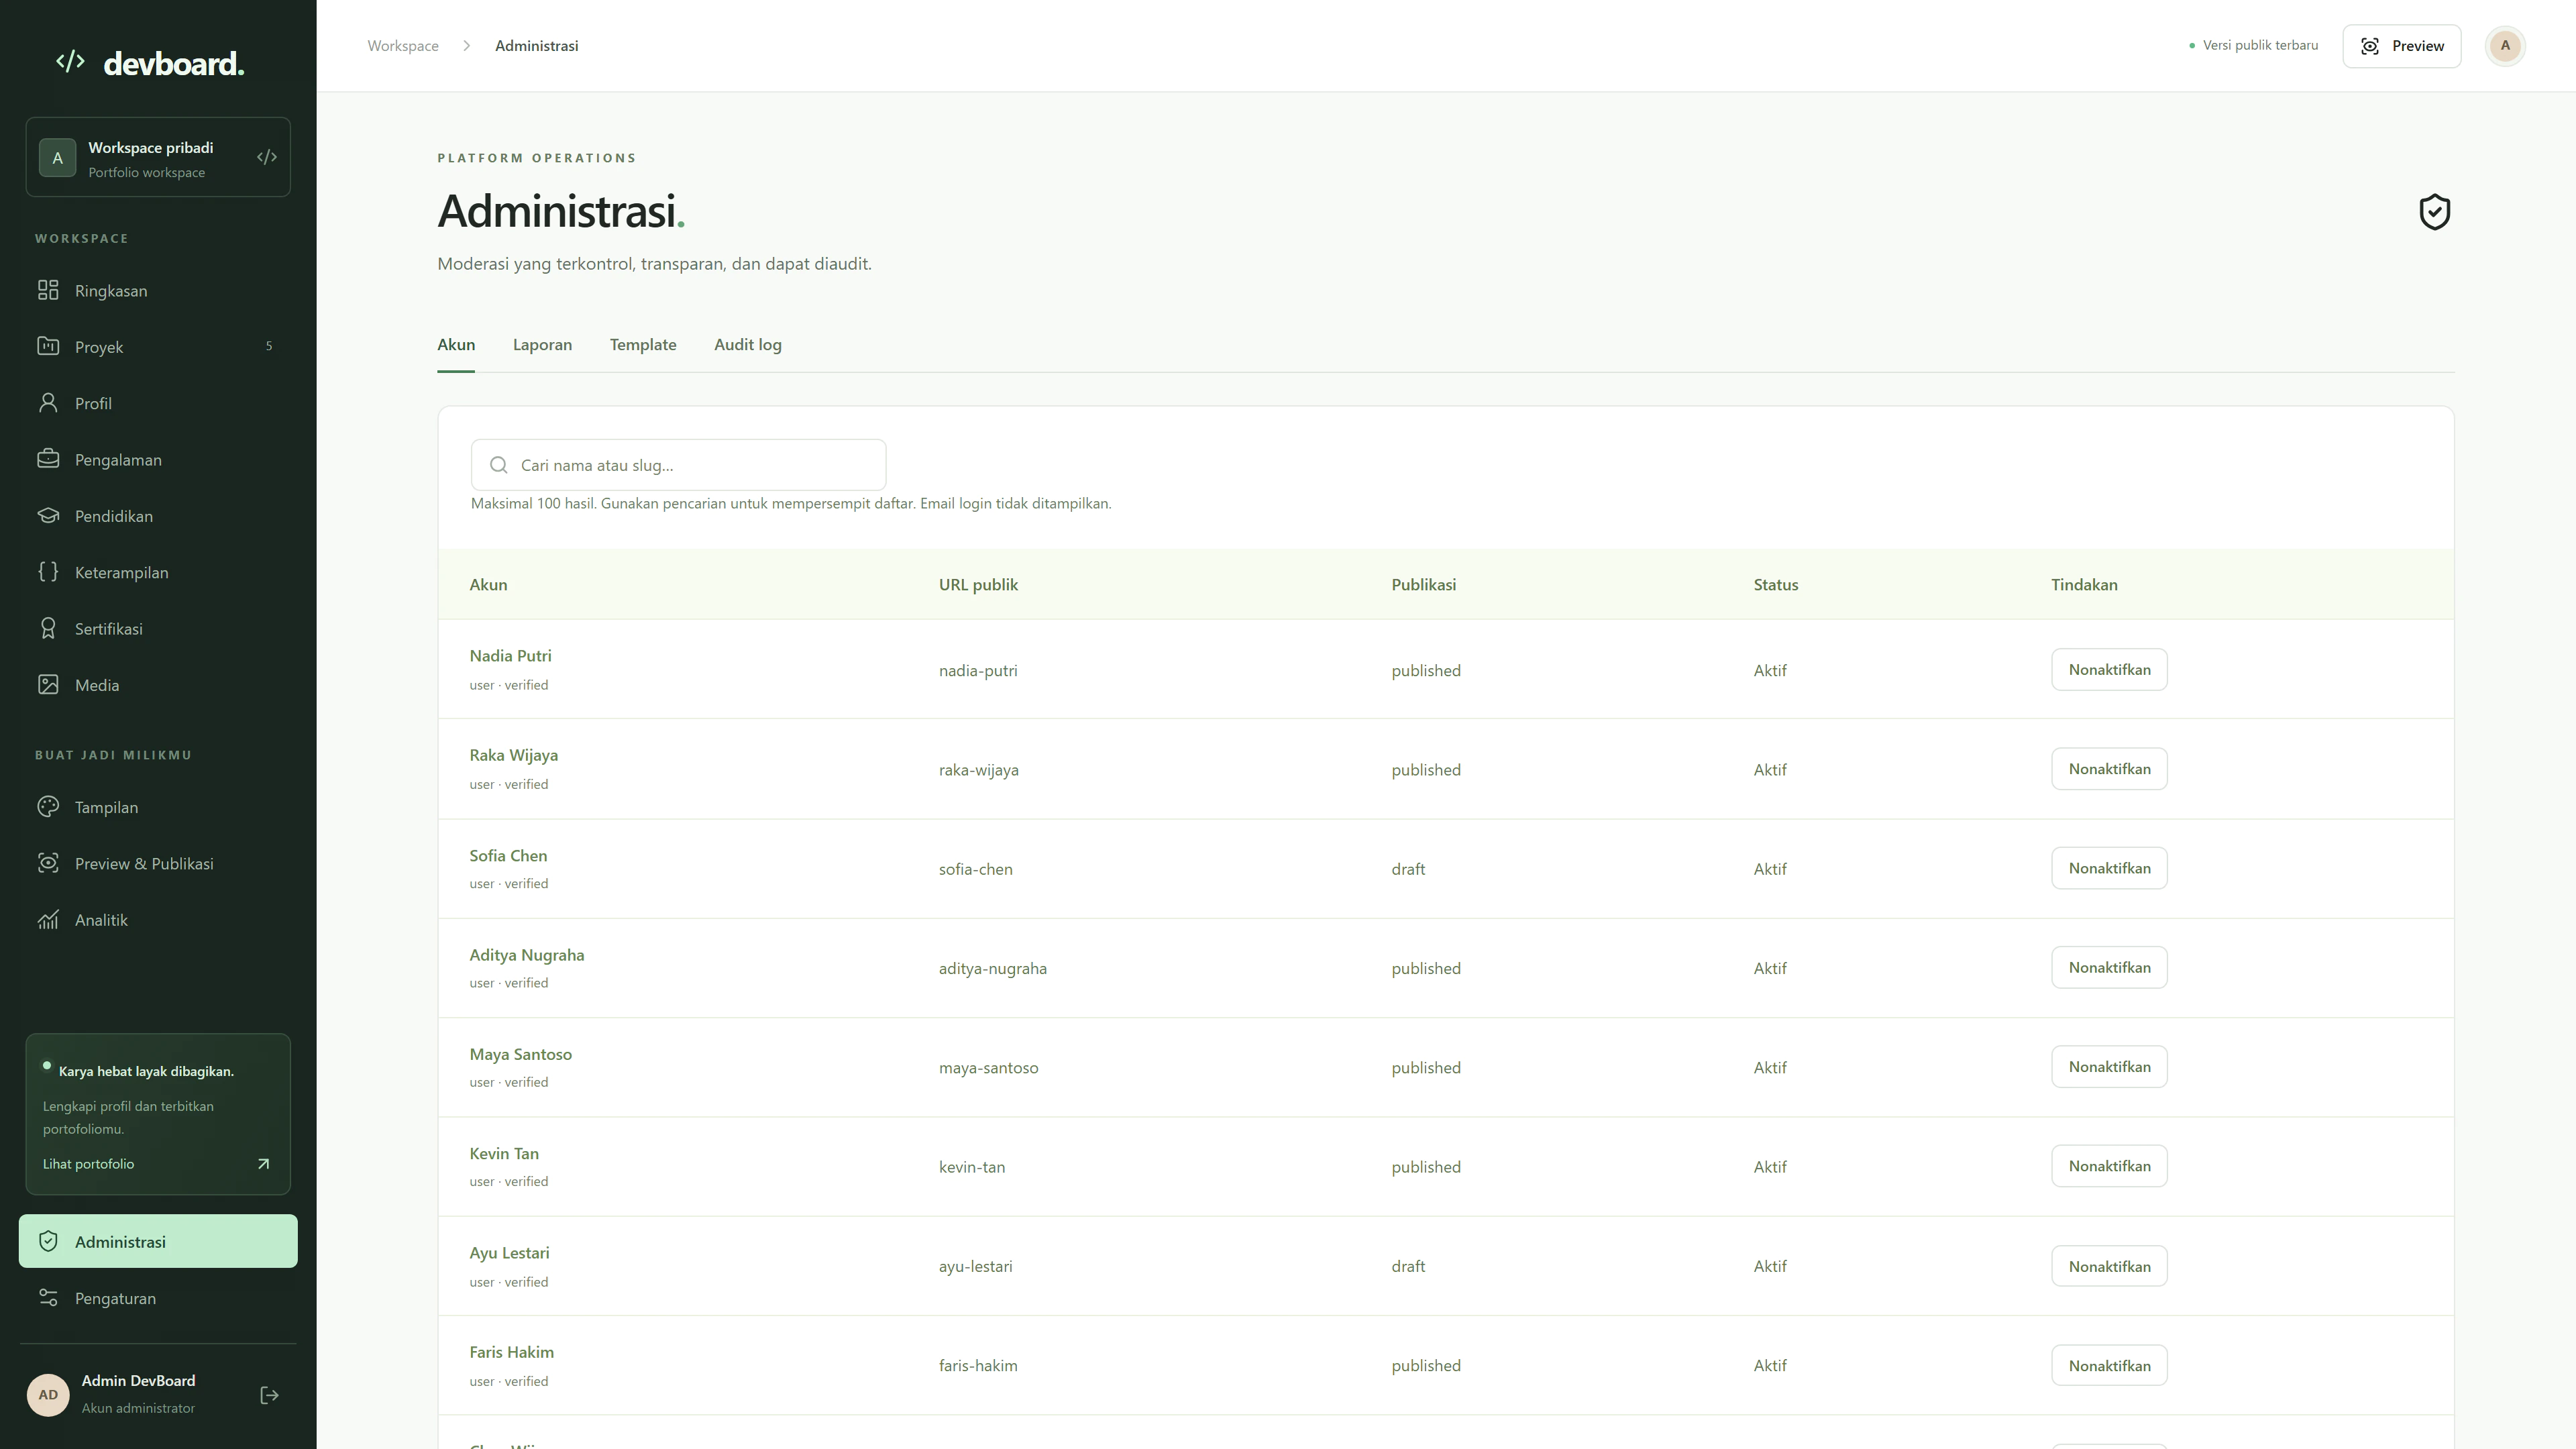 devboard.
A
Workspace pribadi
Portfolio workspace
WORKSPACE
Ringkasan
Proyek 5
Profil
Pengalaman
Pendidikan
Keterampilan
Sertifikasi
Media
BUAT JADI MILIKMU
Tampilan
Preview & Publikasi
Analitik
Karya hebat layak dibagikan.
Lengkapi profil dan terbitkan
portofoliomu.
Lihat portofolio
Administrasi
Pengaturan
AD
Admin DevBoard
Akun administrator
Workspace Administrasi
Versi publik terbaru
Preview
A
PLATFORM OPERATIONS
Administrasi.
Moderasi yang terkontrol, transparan, dan dapat diaudit.
Akun Laporan Template Audit log
Cari nama atau slug...
Maksimal 100 hasil. Gunakan pencarian untuk mempersempit daftar. Email login tidak ditampilkan.
Akun URL publik Publikasi Status Tindakan
Nadia Putri
user · verified
nadia-putri published Aktif Nonaktifkan
Raka Wijaya
user · verified
raka-wijaya published Aktif Nonaktifkan
Sofia Chen
user · verified
sofia-chen draft Aktif Nonaktifkan
Aditya Nugraha
user · verified
aditya-nugraha published Aktif Nonaktifkan
Maya Santoso
user · verified
maya-santoso published Aktif Nonaktifkan
Kevin Tan
user · verified
kevin-tan published Aktif Nonaktifkan
Ayu Lestari
user · verified
ayu-lestari draft Aktif Nonaktifkan
Faris Hakim
user · verified
faris-hakim published Aktif Nonaktifkan